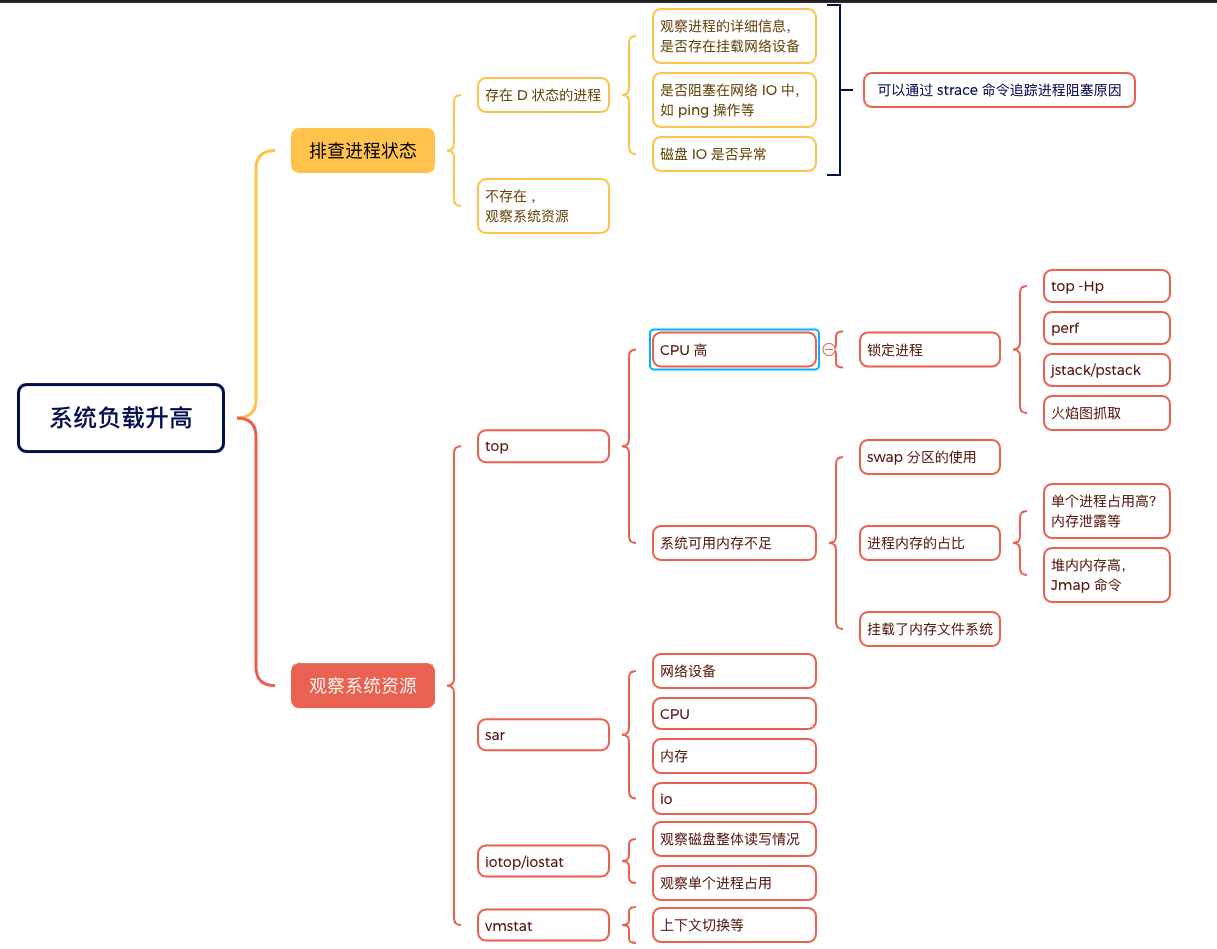 系统负载升高
排查进程状态
存在 D 状态的进程
观察进程的详细信息，
是否存在挂载网络设备
是否阻塞在网络 IO 中，
如 ping 操作等
磁盘 IO 是否异常
可以通过 strace 命令追踪进程阻塞原因
不存在，
观察系统资源
观察系统资源
top
CPU 高
锁定进程
top -Hp
perf
jstack/pstack
火焰图抓取
系统可用内存不足
swap 分区的使用
进程内存的占比
单个进程占用高？
内存泄露等
堆内内存高，
Jmap 命令
挂载了内存文件系统
sar
网络设备
CPU
内存
io
iotop/iostat
观察磁盘整体读写情况
观察单个进程占用
vmstat
上下文切换等